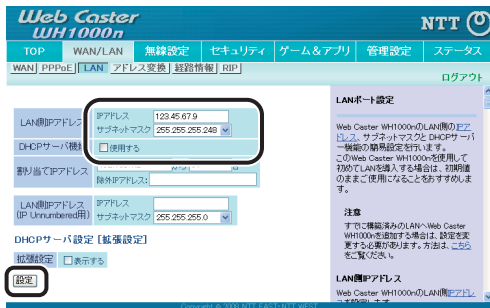 Web Caster
WH1000n
NTT
TOP WAN/LAN 無線設定 セキュリティ ゲーム&アプリ 管理設定 ステータス
WAN PPPoE LAN アドレス変換 経路情報 RIP
ログアウト
LAN側IPアドレス
IPアドレス 123.45.67.9
サブネットマスク 255.255.255.248
DHCPサーバ機能
使用する
割り当てIPアドレス
から
除外IPアドレス:
LAN側IPアドレス
(IP Unnumbered用)
IPアドレス
サブネットマスク 255.255.255.0
DHCPサーバ設定 [拡張設定]
拡張設定 表示する
設定
LANポート設定
Web Caster WH1000nのLAN側のIPア
ドレス、サブネットマスクとDHCPサーバ
ー機能の簡易設定を行います。
このWeb Caster WH1000nを使用して
初めてLANを導入する場合は、初期値
のままご使用になることをおすすめしま
す。
注意
すでに構築済みのLANへWeb Caster
WH1000nを追加する場合は、設定を変
更する必要があります。方法は、こちら
をご覧ください。
LAN側IPアドレス
Web Caster WH1000nのLAN側IPアドレ
Copyright © 2008 NTT EAST・NTT WEST